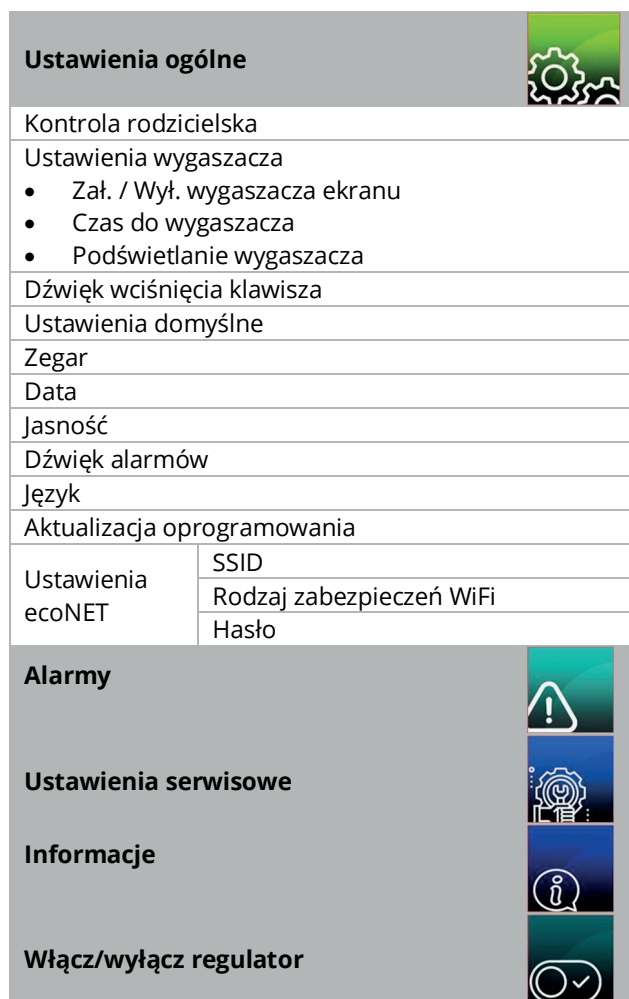 Ustawienia ogólne
Kontrola rodzicielska
Ustawienia wygaszacza
• Zał. / Wył. wygaszacza ekranu
• Czas do wygaszacza
• Podświetlanie wygaszacza
Dźwięk wciśnięcia klawisza
Ustawienia domyślne
Zegar
Data
Jasność
Dźwięk alarmów
Język
Aktualizacja oprogramowania
Ustawienia
ecoNET
SSID
Rodzaj zabezpieczeń WiFi
Hasło
Alarmy
Ustawienia serwisowe
Informacje
Włącz/wyłącz regulator